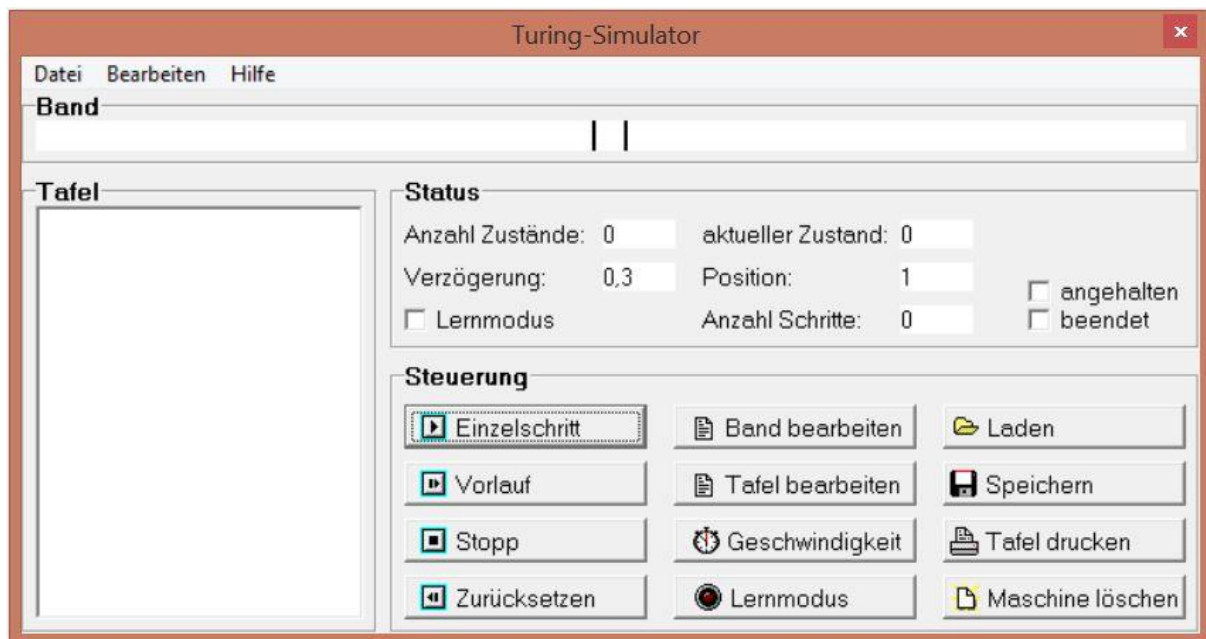 Turing-Simulator
Datei Bearbeiten Hilfe
Band
Tafel
Status
Anzahl Zustände: 0 aktueller Zustand: 0
Verzögerung: 0,3 Position: 1
angehalten
Lernmodus Anzahl Schritte: 0 beendet
Steuerung
Einzelschritt Band bearbeiten Laden
Vorlauf Tafel bearbeiten Speichern
Stopp Geschwindigkeit Tafel drucken
Zurücksetzen Lernmodus Maschine löschen